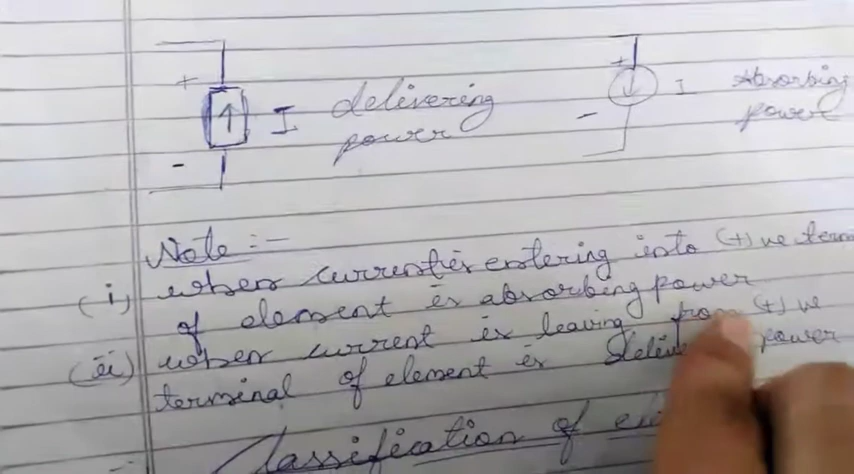 + I delivering power -
+ I Absorbing power -
Note :-
(i) when current is entering into (+)ve term
of element is absorbing power
(ii) when current is leaving from (+)ve
terminal of element is power
Classification of